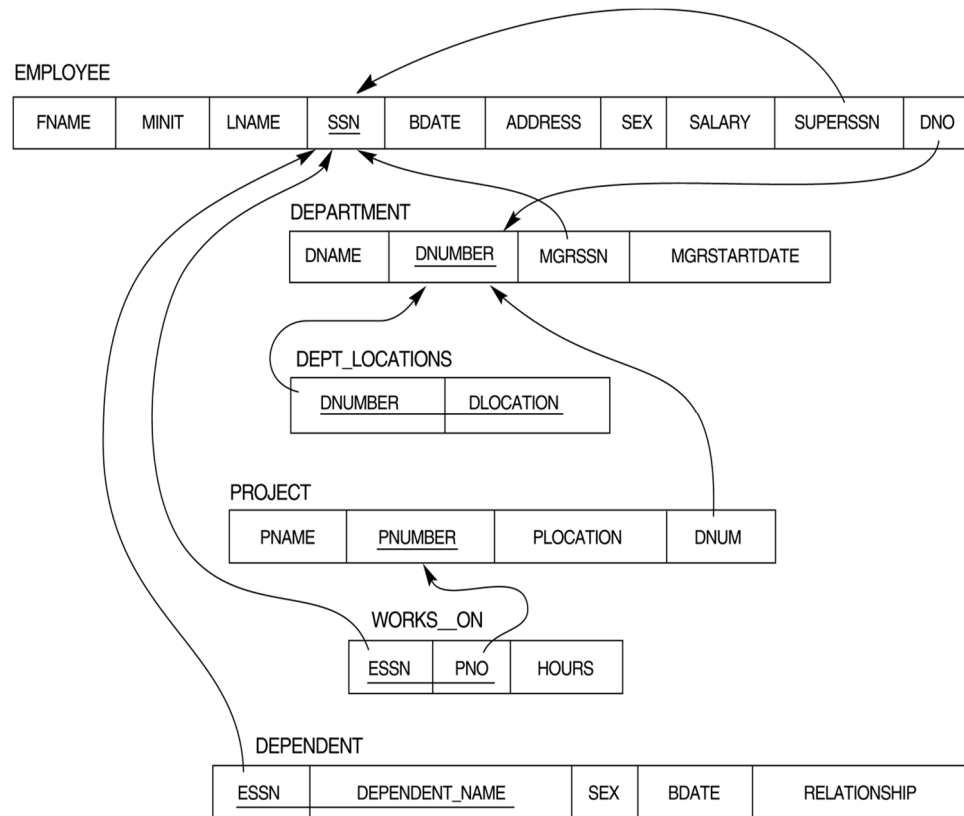 EMPLOYEE
FNAME MINIT LNAME SSN BDATE ADDRESS SEX SALARY SUPERSSN DNO
DEPARTMENT
DNAME DNUMBER MGRSSN MGRSTARTDATE
DEPT_LOCATIONS
DNUMBER DLOCATION
PROJECT
PNAME PNUMBER PLOCATION DNUM
WORKS__ON
ESSN PNO HOURS
DEPENDENT
ESSN DEPENDENT_NAME SEX BDATE RELATIONSHIP